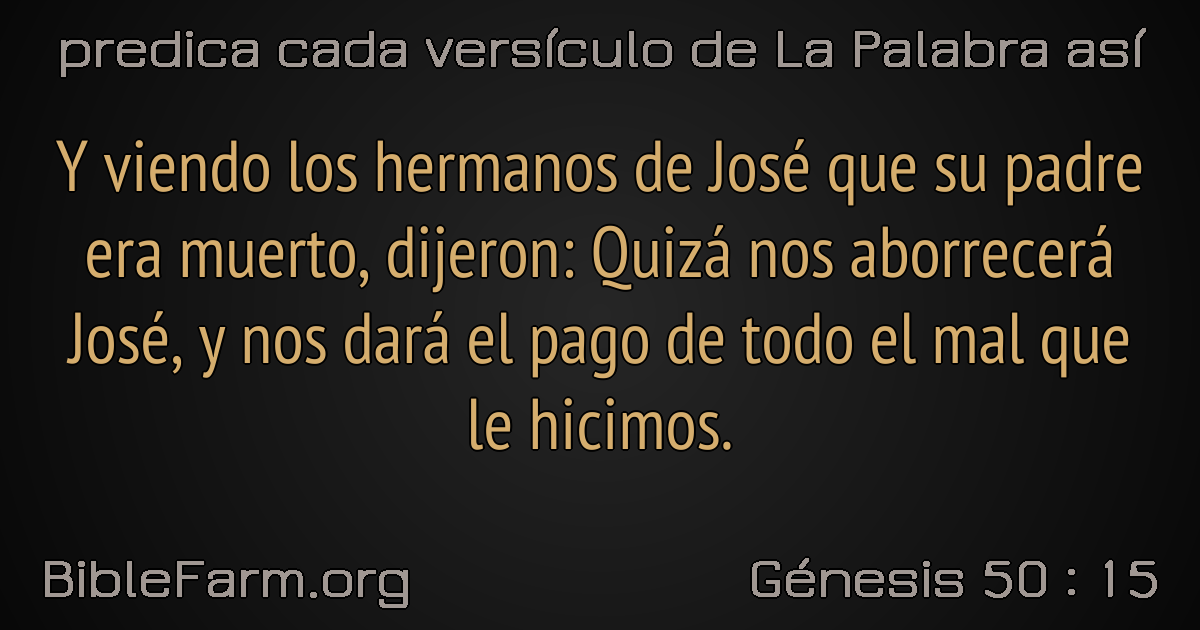 predica cada versículo de La Palabra así
Y viendo los hermanos de José que su padre
era muerto, dijeron: Quizá nos aborrecerá
José, y nos dará el pago de todo el mal que
le hicimos.
BibleFarm.org
Génesis 50 : 15